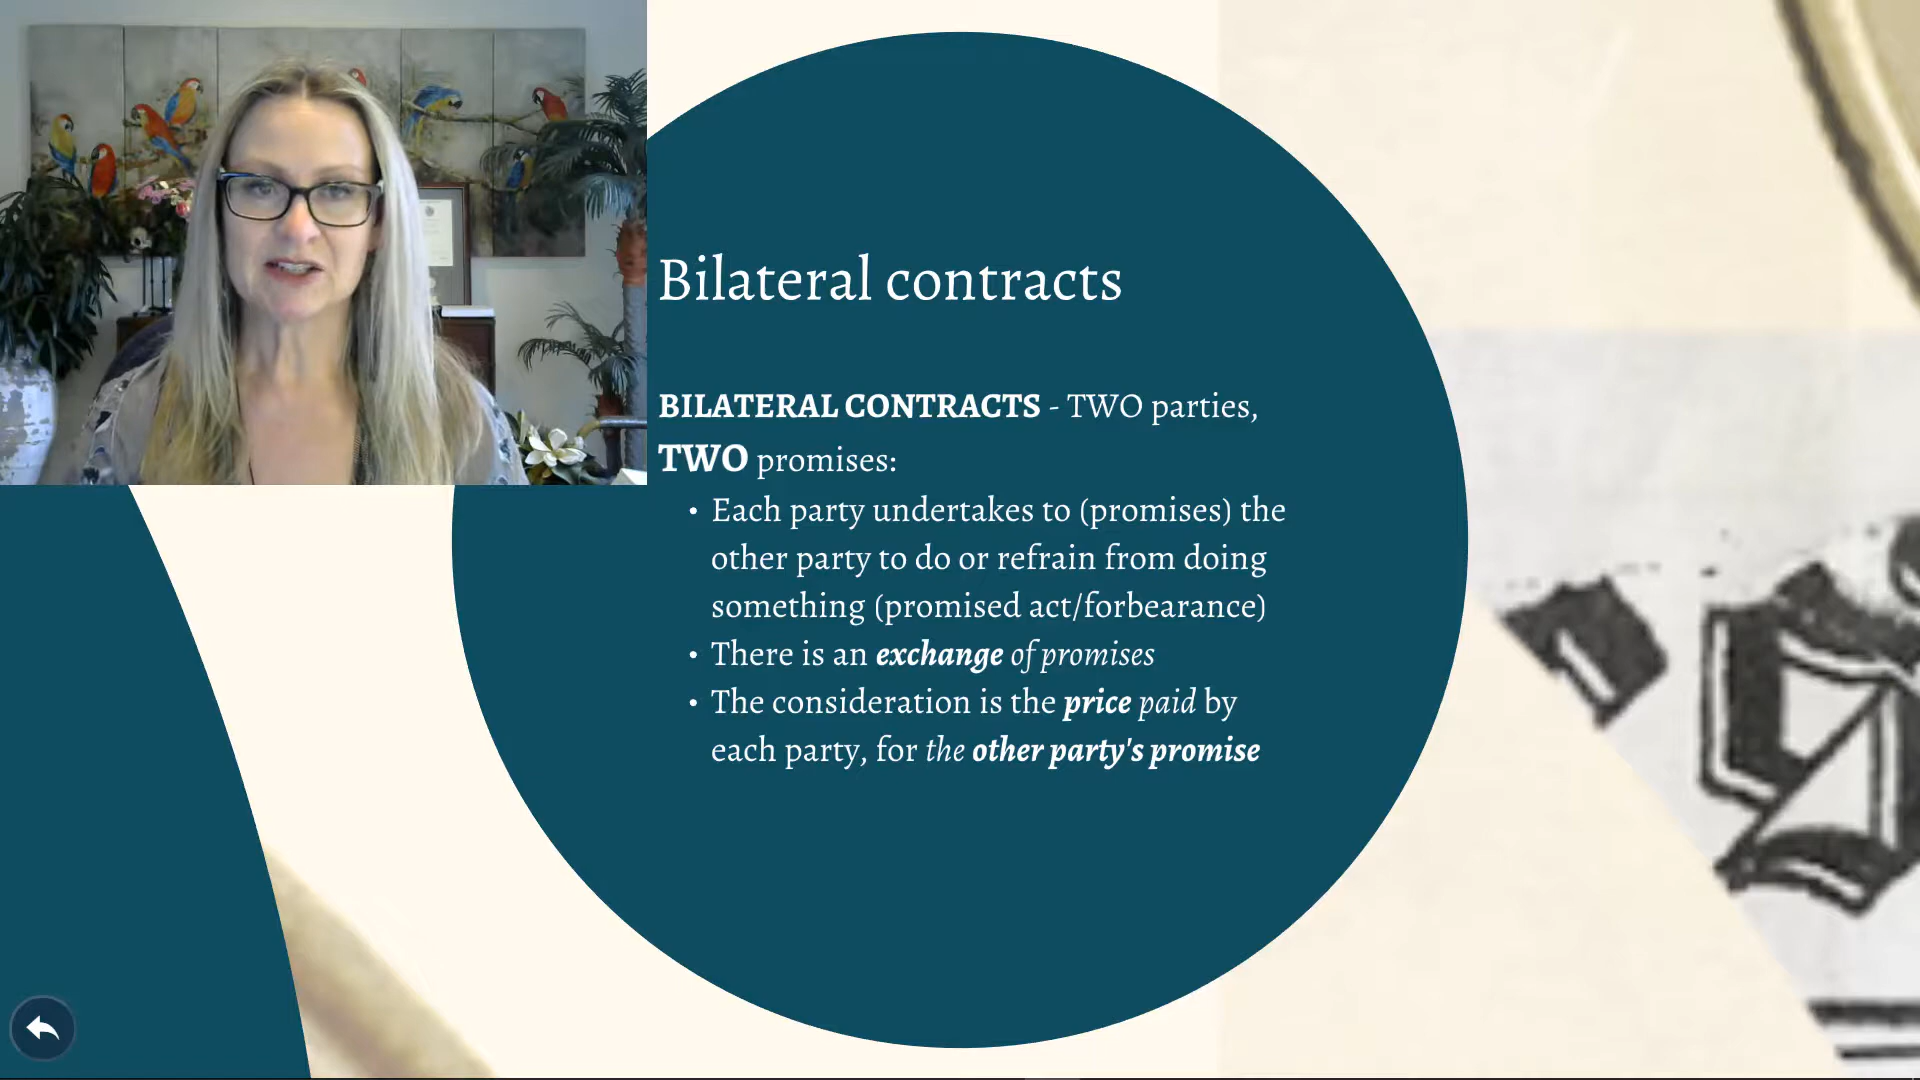 Bilateral contracts
BILATERAL CONTRACTS - TWO parties,
TWO promises:
• Each party undertakes to (promises) the
other party to do or refrain from doing
something (promised act/forbearance)
• There is an exchange of promises
• The consideration is the price paid by
each party, for the other party's promise